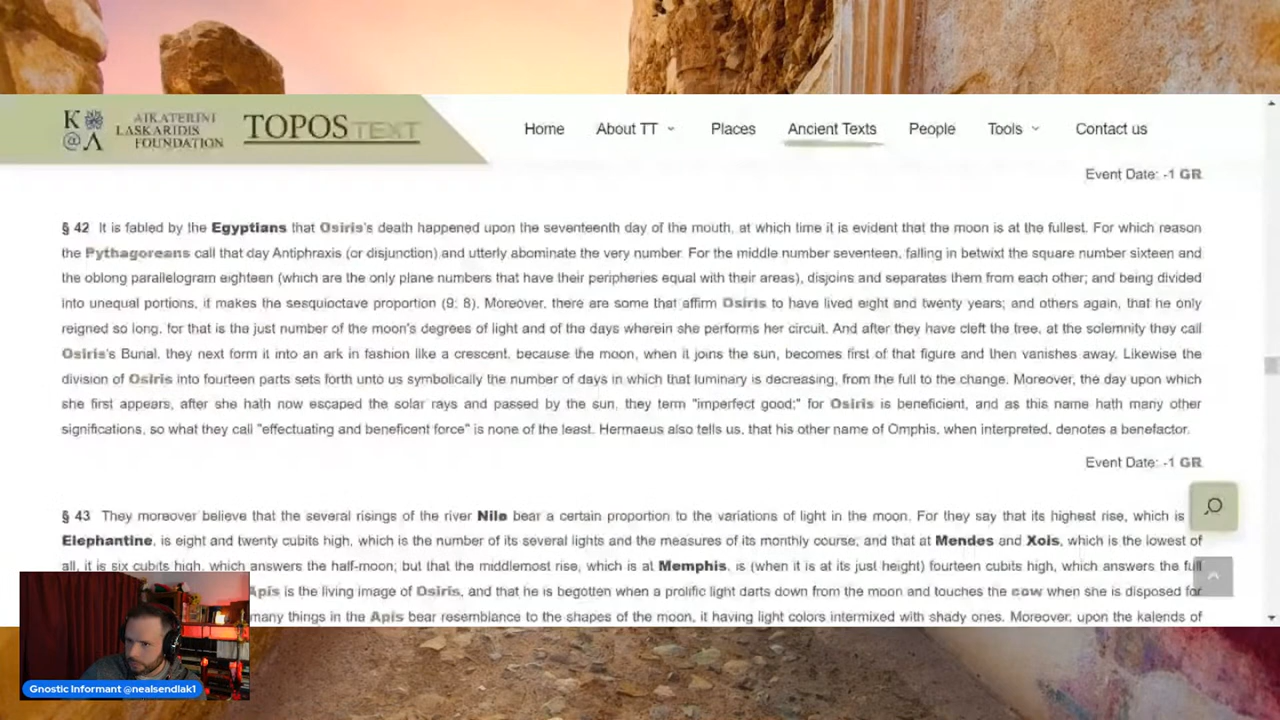 AIKATERINI
LASKARIDIS
FOUNDATION
TOPOS TEXT
Home
About TT
Places
Ancient Texts
People
Tools
Contact us
Event Date: -1 GR
§ 42 It is fabled by the Egyptians that Osiris's death happened upon the seventeenth day of the mouth, at which time it is evident that the moon is at the fullest. For which reason
the Pythagoreans call that day Antiphraxis (or disjunction) and utterly abominate the very number. For the middle number seventeen, falling in betwixt the square number sixteen and
the oblong parallelogram eighteen (which are the only plane numbers that have their peripheries equal with their areas), disjoins and separates them from each other; and being divided
into unequal portions, it makes the sesquioctave proportion (9: 8). Moreover, there are some that affirm Osiris to have lived eight and twenty years; and others again, that he only
reigned so long, for that is the just number of the moon's degrees of light and of the days wherein she performs her circuit. And after they have cleft the tree, at the solemnity they call
Osiris's Burial, they next form it into an ark in fashion like a crescent, because the moon, when it joins the sun, becomes first of that figure and then vanishes away. Likewise the
division of Osiris into fourteen parts sets forth unto us symbolically the number of days in which that luminary is decreasing, from the full to the change. Moreover, the day upon which
she first appears, after she hath now escaped the solar rays and passed by the sun, they term "imperfect good;" for Osiris is beneficient, and as this name hath many other
significations, so what they call "effectuating and beneficent force" is none of the least. Hermaeus also tells us, that his other name of Omphis, when interpreted, denotes a benefactor.
Event Date: -1 GR
§ 43 They moreover believe that the several risings of the river Nile bear a certain proportion to the variations of light in the moon. For they say that its highest rise, which is
Elephantine, is eight and twenty cubits high, which is the number of its several lights and the measures of its monthly course; and that at Mendes and Xois, which is the lowest of
all, it is six cubits high, which answers the half-moon; but that the middlemost rise, which is at Memphis, is (when it is at its just height) fourteen cubits high, which answers the full
Apis is the living image of Osiris, and that he is begotten when a prolific light darts down from the moon and touches the cow when she is disposed for
many things in the Apis bear resemblance to the shapes of the moon, it having light colors intermixed with shady ones. Moreover, upon the kalends of
Gnostic Informant @nealsendlak1